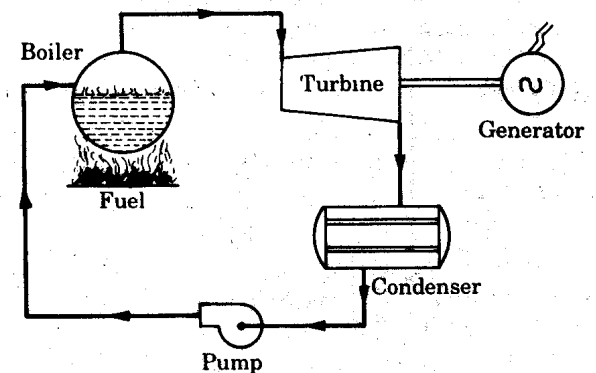 Boiler
Turbine
Generator
Fuel
Condenser
Pump